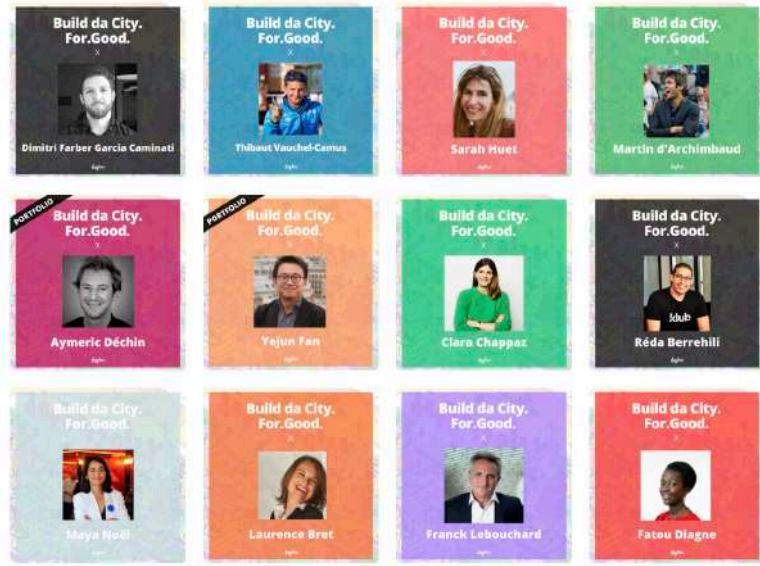 Build da City.
For.Good.
x
Dimitri Farber Garcia Caminati
Build da City.
For.Good.
x
Thibaut Vauchel-Camus
Build da City.
For.Good.
x
Sarah Huet
Build da City.
For.Good.
x
Martin d'Archimbaud
PORTFOLIO
Build da City.
For.Good.
x
Aymeric Déchin
PORTFOLIO
Build da City.
For.Good.
x
Yejun Fan
Build da City.
For.Good.
x
Clara Chappaz
Build da City.
For.Good.
x
Réda Berrehili
Build da City.
For.Good.
x
Maya Noël
Build da City.
For.Good.
x
Laurence Bret
Build da City.
For.Good.
x
Franck Lebouchard
Build da City.
For.Good.
x
Fatou Diagne